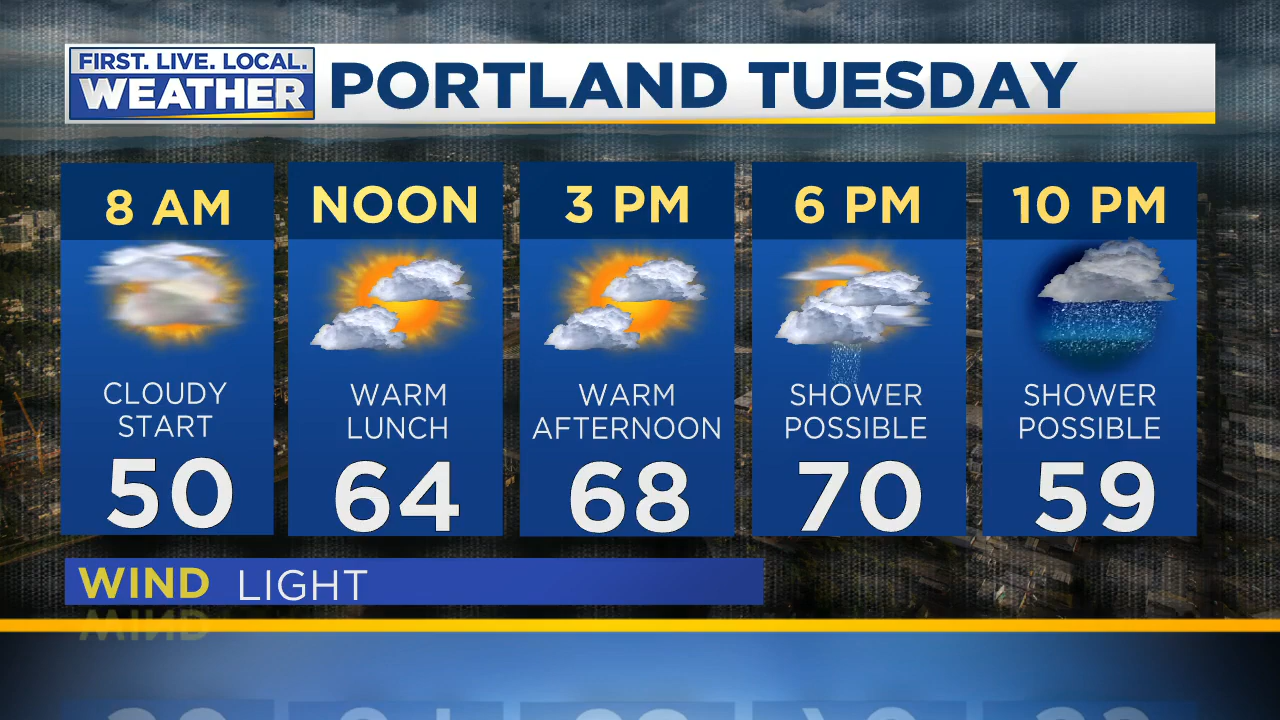 FIRST. LIVE. LOCAL.
WEATHER
PORTLAND TUESDAY
8 AM
CLOUDY
START
50
NOON
WARM
LUNCH
64
3 PM
WARM
AFTERNOON
68
6 PM
SHOWER
POSSIBLE
70
10 PM
SHOWER
POSSIBLE
59
WIND LIGHT